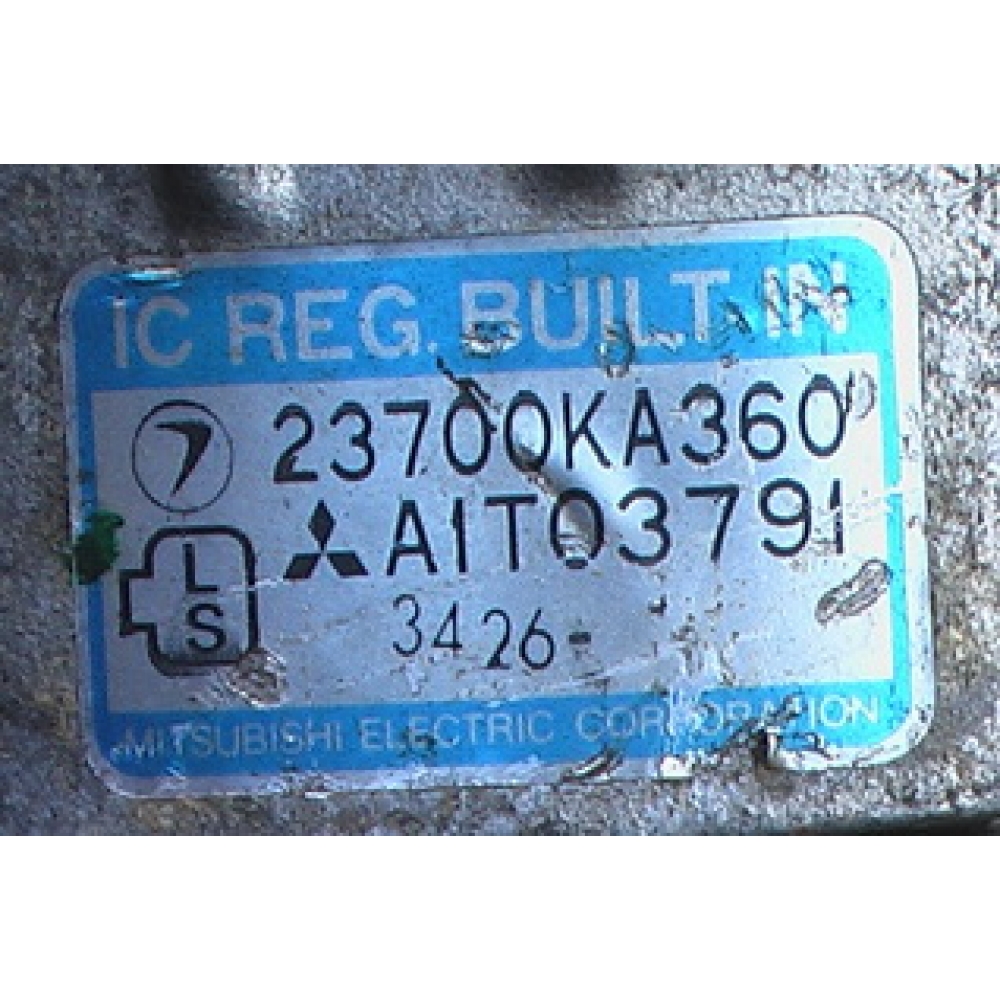 IC REG. BUILT IN
23700KA360
A1T03791
L
S
3426-
MITSUBISHI ELECTRIC CORPORATION